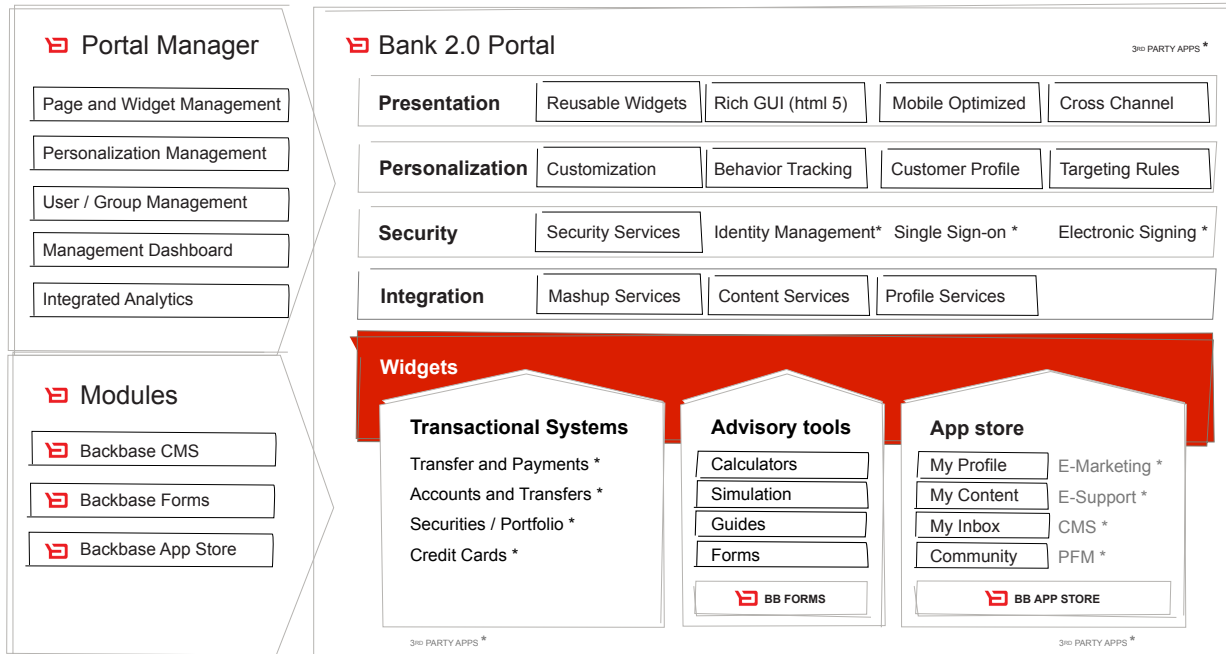 Portal Manager
Page and Widget Management
Personalization Management
User / Group Management
Management Dashboard
Integrated Analytics
Modules
Backbase CMS
Backbase Forms
Backbase App Store
Bank 2.0 Portal
3RD PARTY APPS *
Presentation Reusable Widgets Rich GUI (html 5) Mobile Optimized Cross Channel
Personalization Customization Behavior Tracking Customer Profile Targeting Rules
Security Security Services Identity Management* Single Sign-on * Electronic Signing *
Integration Mashup Services Content Services Profile Services
Widgets
Transactional Systems
Transfer and Payments *
Accounts and Transfers *
Securities / Portfolio *
Credit Cards *
3RD PARTY APPS *
Advisory tools
Calculators
Simulation
Guides
Forms
BB FORMS
App store
My Profile E-Marketing *
My Content E-Support *
My Inbox CMS *
Community PFM *
BB APP STORE
3RD PARTY APPS *